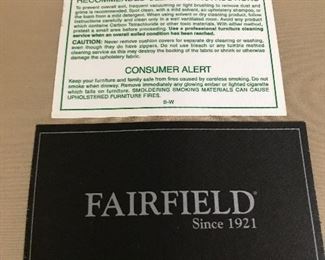 RECOMMENDED
To prevent overall soil, frequent vacuuming or light brushing to remove dust and
grime is recommended. Spot clean, with a mild solvent, an upholstery shampoo, or
the foam from a mild detergent. When using solvent or dry cleaning product, follow
instructions carefully and clean only in a well ventilated room. Avoid any product
which contains Carbon Tetrachloride or other toxic materials. With either method,
pretest a small area before proceeding. Use a professional furniture cleaning
service when an overall soiled condition has been reached.
CAUTION: Never remove cushion covers for separate dry cleaning or washing,
even though they do have zippers. Do not use bleach or any tumble method
cleaning service as this may destroy the backing of the fabric or shrink or otherwise
damage the upholstery fabric.
CONSUMER ALERT
Keep your furniture and family safe from fires caused by careless smoking. Do not
smoke when drowsy. Remove immediately any glowing ember or lighted cigarette
which falls on furniture. SMOLDERING SMOKING MATERIALS CAN CAUSE
UPHOLSTERED FURNITURE FIRES.
S-W
FAIRFIELD®
Since 1921